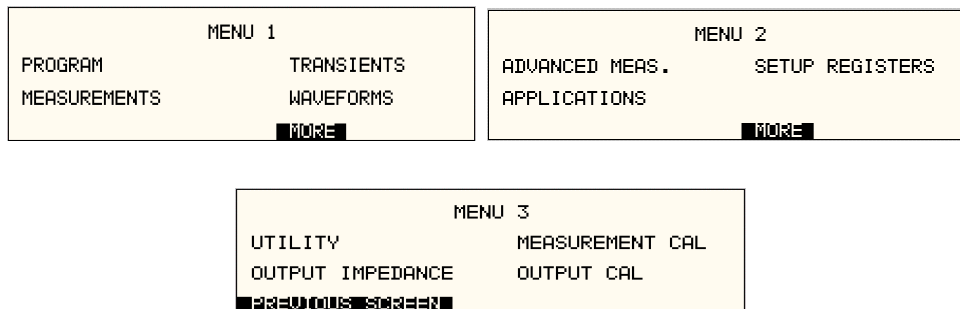 MENU 1
PROGRAM TRANSIENTS
MEASUREMENTS WAVEFORMS
MORE
MENU 2
ADVANCED MEAS. SETUP REGISTERS
APPLICATIONS
MORE
MENU 3
UTILITY MEASUREMENT CAL
OUTPUT IMPEDANCE OUTPUT CAL
PREVIOUS SCREEN